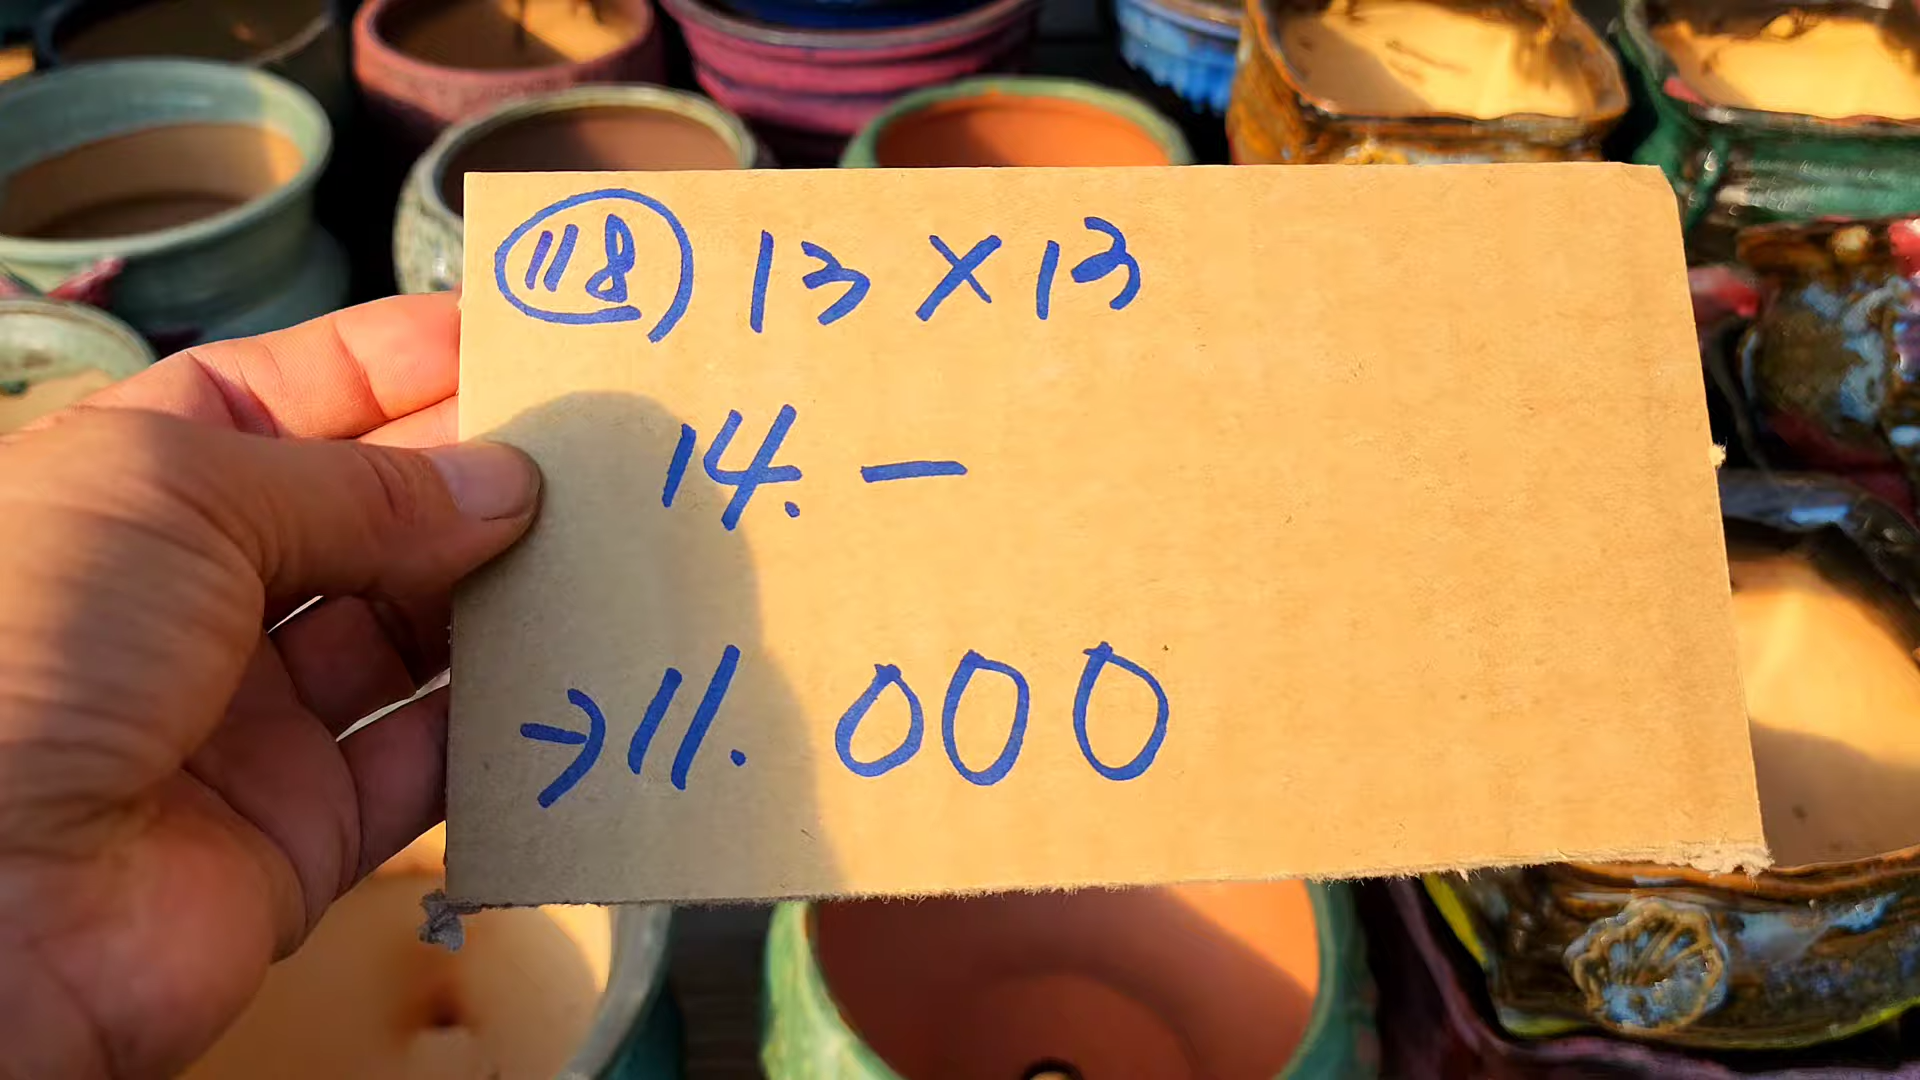 118 13 × 13
14. –
→ 11.000